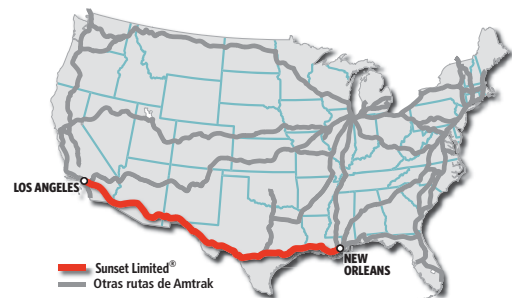 LOS ANGELES
NEW
ORLEANS
Sunset Limited®
Otras rutas de Amtrak